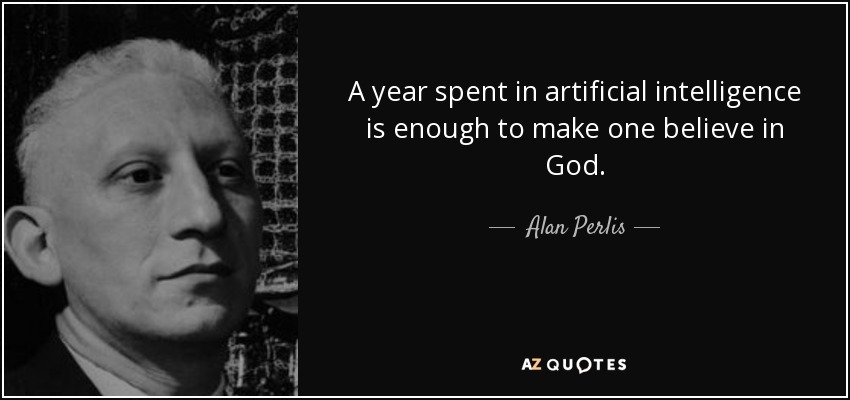 A year spent in artificial intelligence
is enough to make one believe in
God.
Alan Perlis
AZ QUOTES